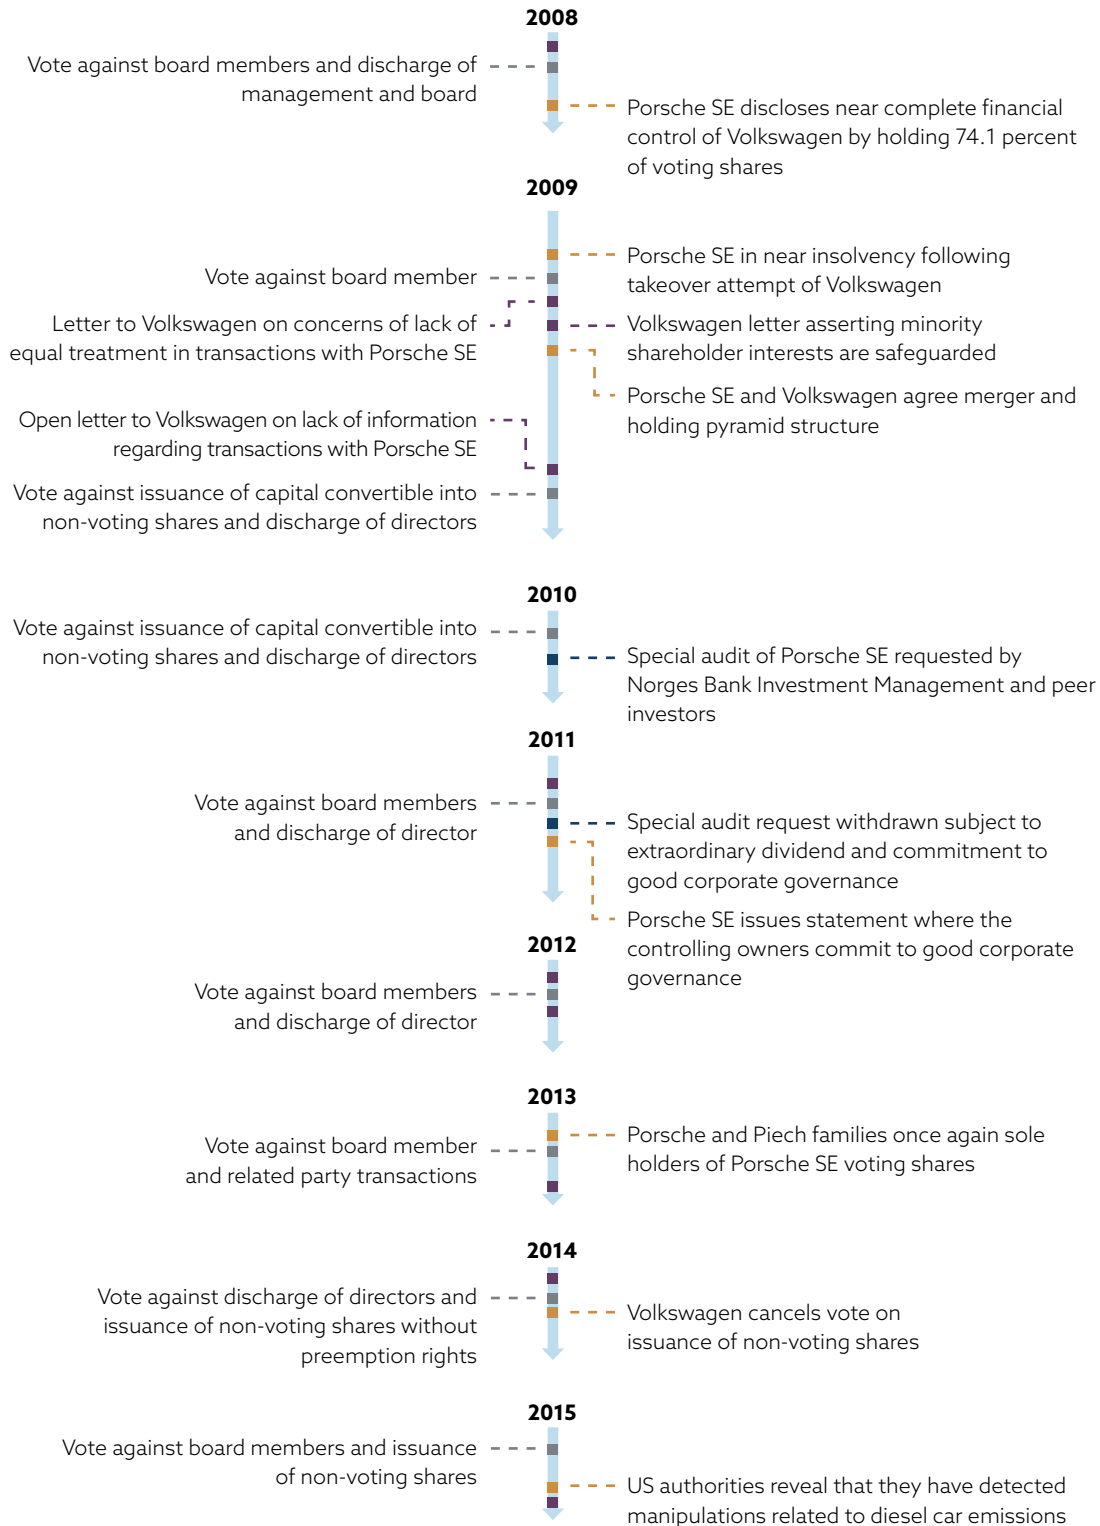 2008
Vote against board members and discharge of
management and board
Porsche SE discloses near complete financial
control of Volkswagen by holding 74.1 percent
of voting shares
2009
Porsche SE in near insolvency following
takeover attempt of Volkswagen
Vote against board member
Letter to Volkswagen on concerns of lack of
equal treatment in transactions with Porsche SE
Volkswagen letter asserting minority
shareholder interests are safeguarded
Porsche SE and Volkswagen agree merger and
holding pyramid structure
Open letter to Volkswagen on lack of information
regarding transactions with Porsche SE
Vote against issuance of capital convertible into
non-voting shares and discharge of directors
2010
Vote against issuance of capital convertible into
non-voting shares and discharge of directors
Special audit of Porsche SE requested by
Norges Bank Investment Management and peer
investors
2011
Vote against board members
and discharge of director
Special audit request withdrawn subject to
extraordinary dividend and commitment to
good corporate governance
Porsche SE issues statement where the
controlling owners commit to good corporate
governance
2012
Vote against board members
and discharge of director
2013
Porsche and Piech families once again sole
holders of Porsche SE voting shares
Vote against board member
and related party transactions
2014
Vote against discharge of directors and
issuance of non-voting shares without
preemption rights
Volkswagen cancels vote on
issuance of non-voting shares
2015
Vote against board members and issuance
of non-voting shares
US authorities reveal that they have detected
manipulations related to diesel car emissions